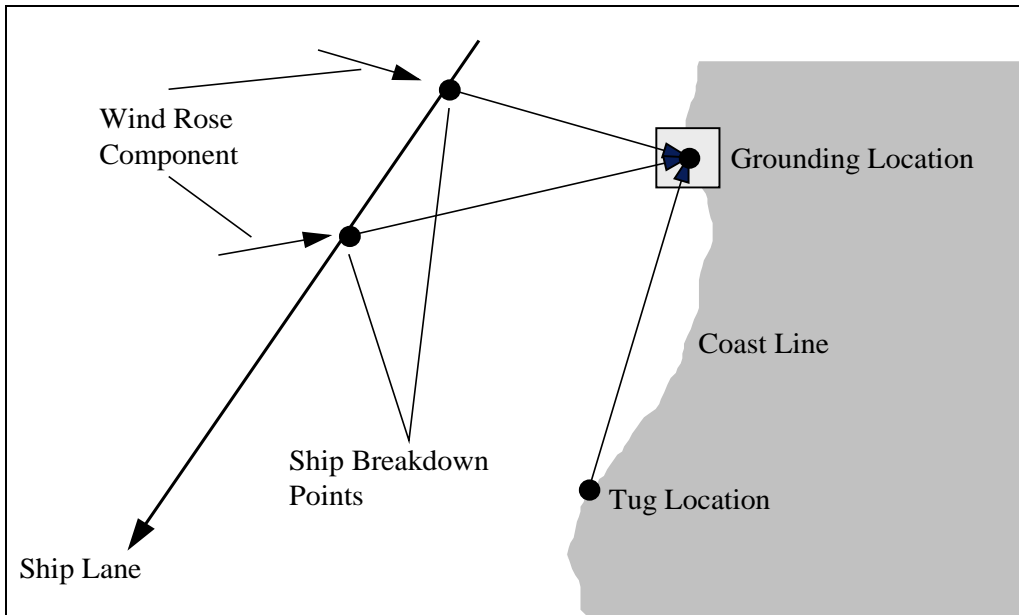 Wind Rose
Component
Grounding Location
Coast Line
Ship Breakdown
Points
Tug Location
Ship Lane